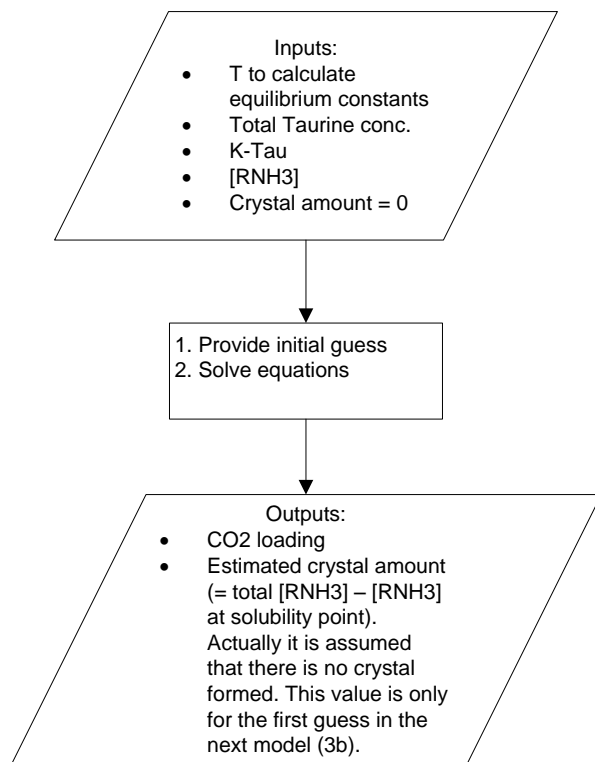 Inputs:
• T to calculate
equilibrium constants
• Total Taurine conc.
• K-Tau
• [RNH3]
• Crystal amount = 0
1. Provide initial guess
2. Solve equations
Outputs:
• CO2 loading
• Estimated crystal amount
(= total [RNH3] – [RNH3]
at solubility point).
Actually it is assumed
that there is no crystal
formed. This value is only
for the first guess in the
next model (3b).